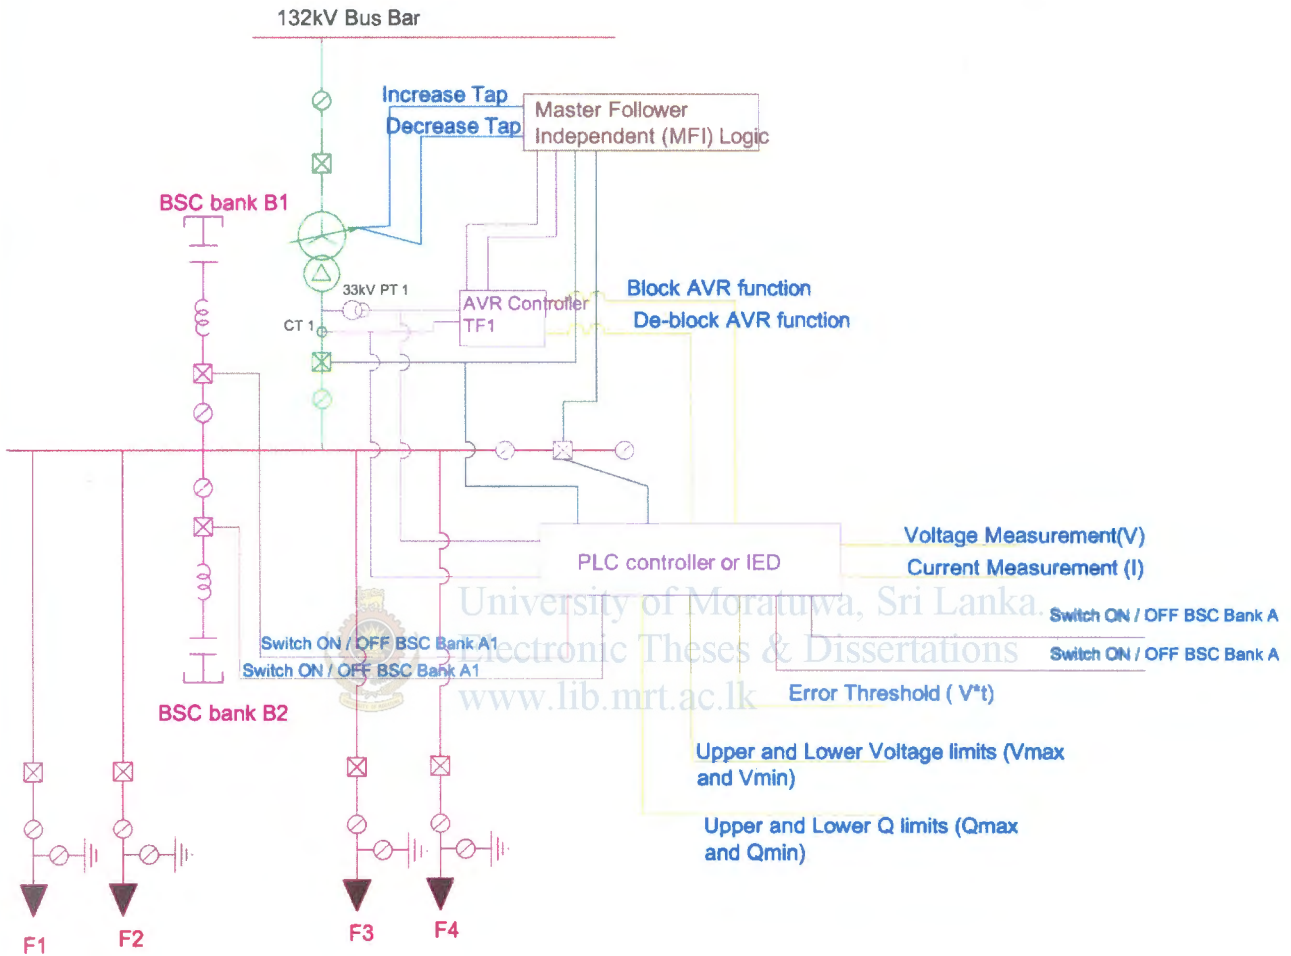 132kV Bus Bar
Increase Tap
Decrease Tap
Master Follower
Independent (MFI) Logic
BSC bank B1
33kV PT 1
CT 1
AVR Controller
TF1
Block AVR function
De-block AVR function
PLC controller or IED
Voltage Measurement(V)
Current Measurement (I)
University of Moratuwa, Sri Lanka.
Electronic Theses & Dissertations
www.lib.mrt.ac.lk
Switch ON / OFF BSC Bank A
Switch ON / OFF BSC Bank A
Switch ON / OFF BSC Bank A1
Switch ON / OFF BSC Bank A1
BSC bank B2
Error Threshold ( V*t)
Upper and Lower Voltage limits (Vmax
and Vmin)
Upper and Lower Q limits (Qmax
and Qmin)
F1
F2
F3
F4